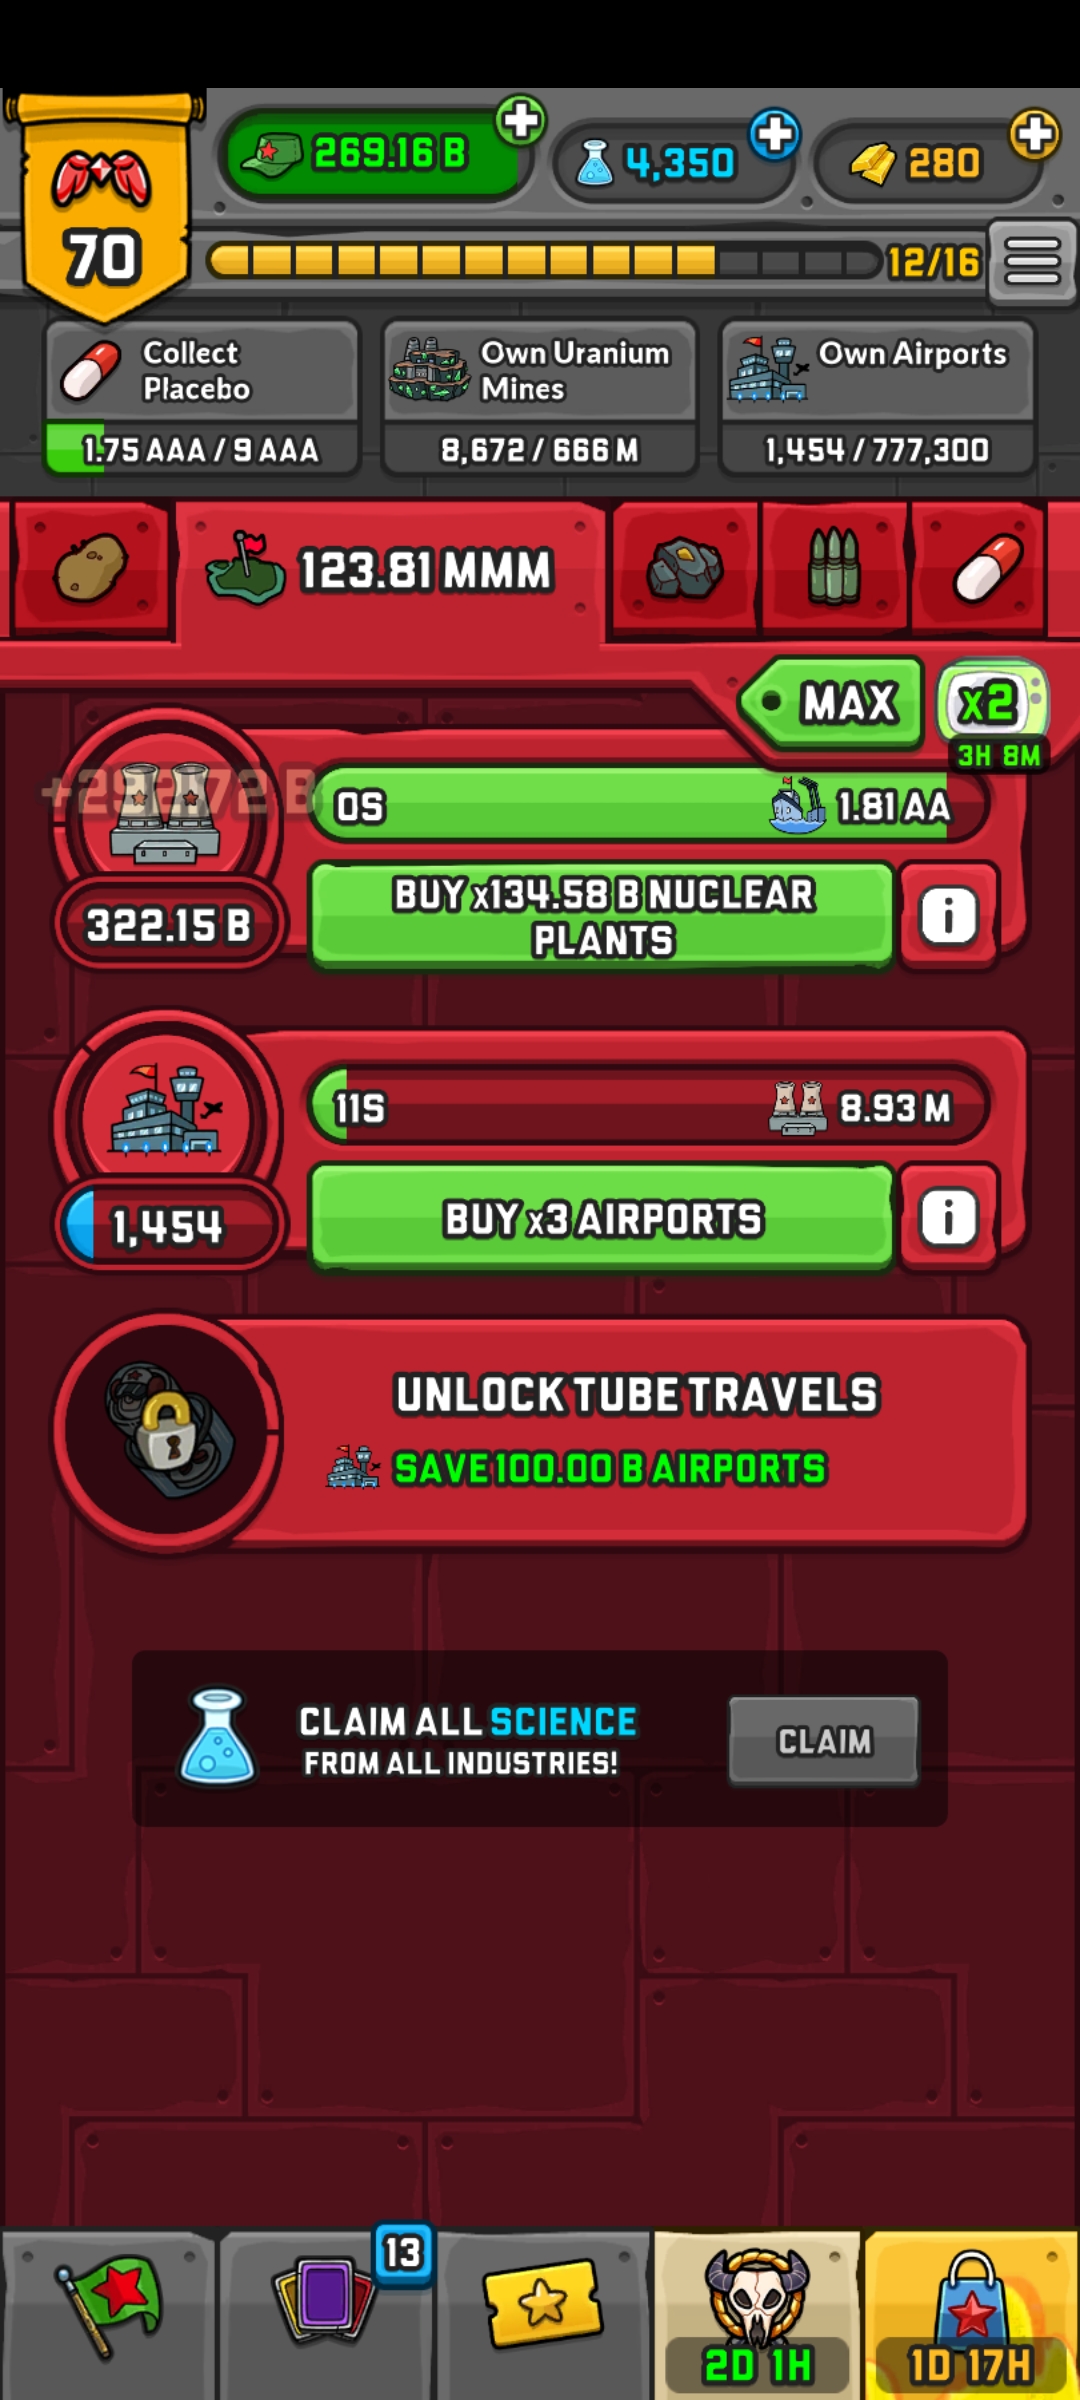 269.16 B
4,350
280
70
12/16
Collect
Placebo
Own Uranium
Mines
Own Airports
1.75 AAA / 9 AAA
8,672 / 666 M
1,454 / 777,300
123.81 MMM
MAX
x2
3H 8M
+292.72 B
0S
1.81 AA
322.15 B
BUY x134.58 B NUCLEAR
PLANTS
i
11S
8.93 M
1,454
BUY x3 AIRPORTS
i
UNLOCK TUBE TRAVELS
SAVE 100.00 B AIRPORTS
CLAIM ALL SCIENCE
FROM ALL INDUSTRIES!
CLAIM
13
2D 1H
1D 17H